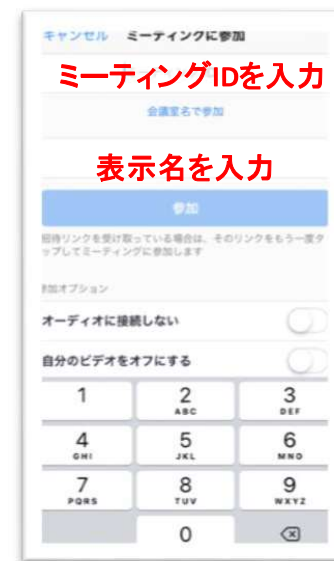 キャンセル ミーティングに参加
ミーティングIDを入力
会議室名で参加
表示名を入力
参加
招待リンクを受け取っている場合は、そのリンクをもう一度タ
ップしてミーティングに参加します
参加オプション
オーディオに接続しない
自分のビデオをオフにする
1 2 3
ABC DEF
4 5 6
GHI JKL MNO
7 8 9
PQRS TUV WXYZ
0